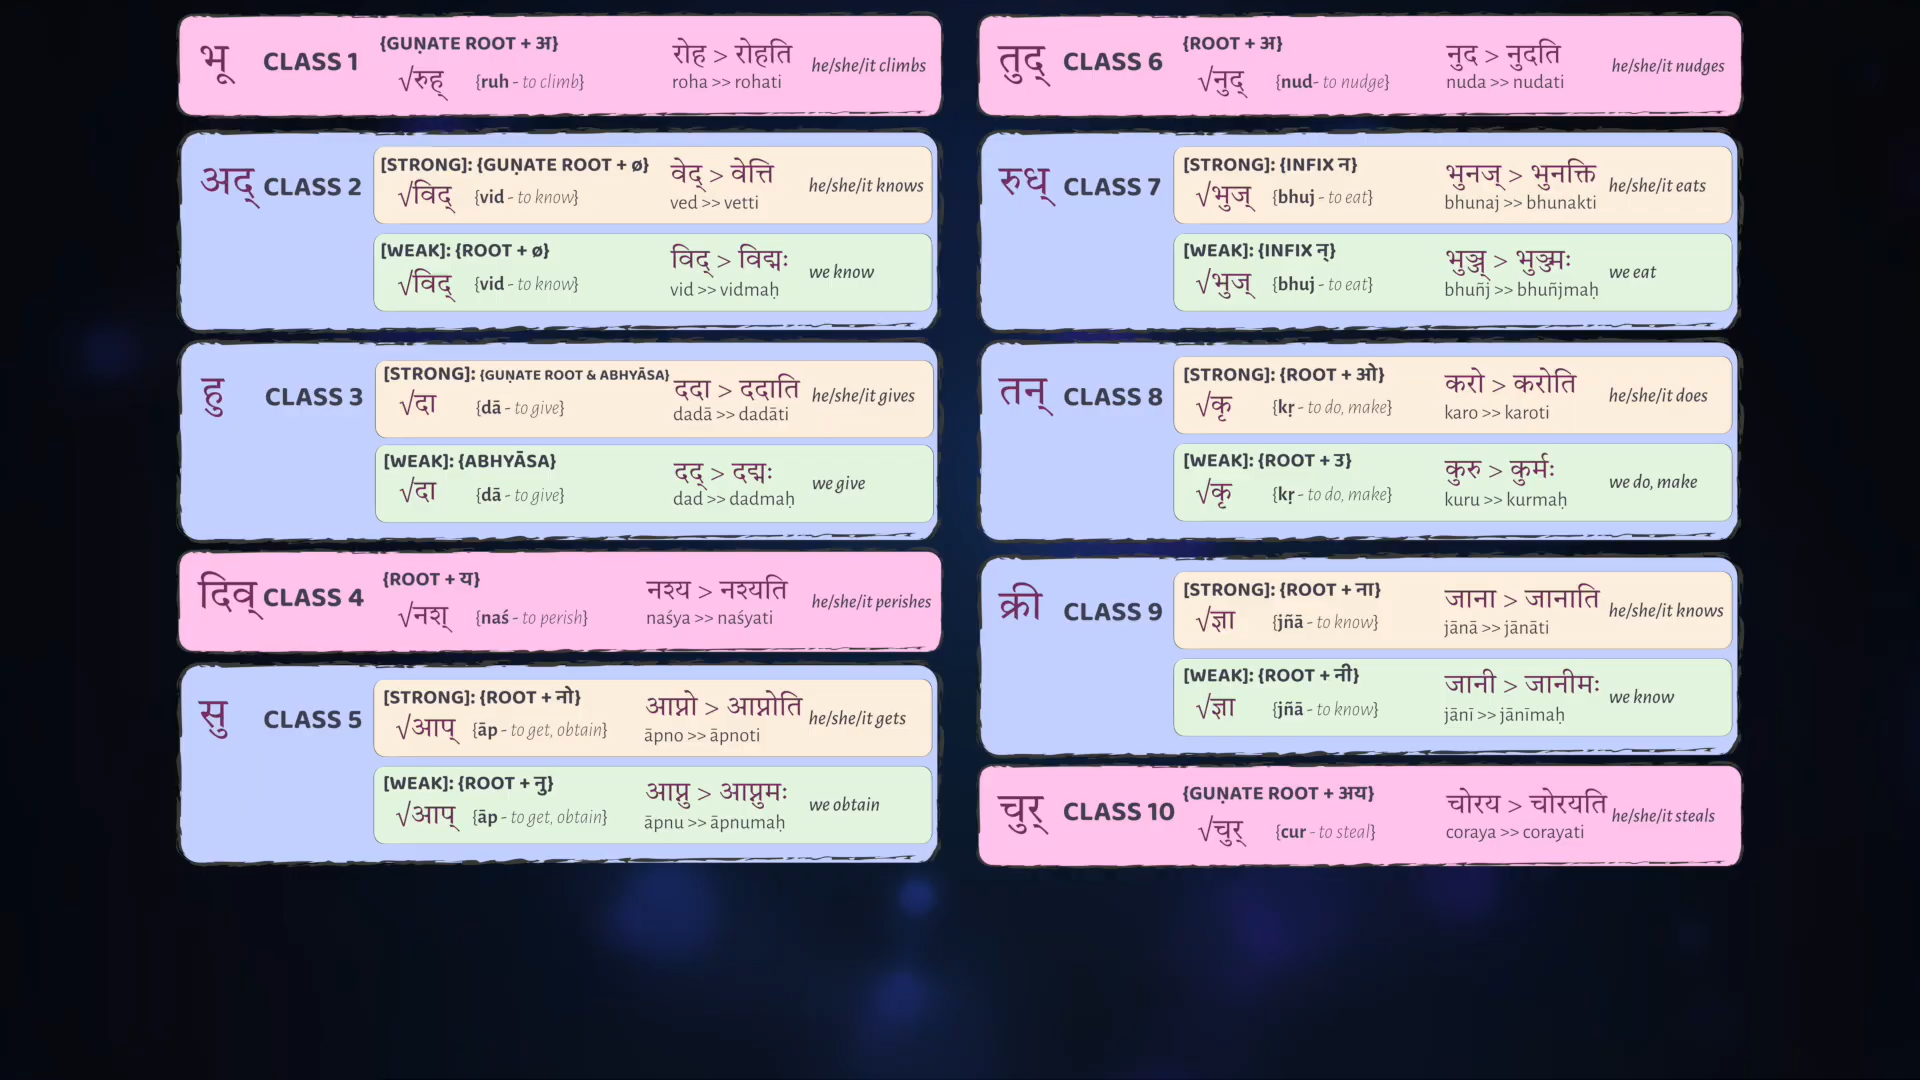 भू CLASS 1
{GUṆATE ROOT + अ}
√रुह् {ruh - to climb}
रोह > रोहति
roha >> rohati
he/she/it climbs
अद् CLASS 2
[STRONG]: {GUṆATE ROOT + ø}
√विद् {vid - to know}
वेद् > वेत्ति
ved >> vetti
he/she/it knows
[WEAK]: {ROOT + ø}
√विद् {vid - to know}
विद् > विद्मः
vid >> vidmaḥ
we know
हु CLASS 3
[STRONG]: {GUṆATE ROOT & ABHYĀSA}
√दा {dā - to give}
ददा > ददाति
dadā >> dadāti
he/she/it gives
[WEAK]: {ABHYĀSA}
√दा {dā - to give}
दद् > दद्मः
dad >> dadmaḥ
we give
दिव् CLASS 4
{ROOT + य}
√नश् {naś - to perish}
नश्य > नश्यति
naśya >> naśyati
he/she/it perishes
सु CLASS 5
[STRONG]: {ROOT + नो}
√आप् {āp - to get, obtain}
आप्नो > आप्नोति
āpno >> āpnoti
he/she/it gets
[WEAK]: {ROOT + नु}
√आप् {āp - to get, obtain}
आप्नु > आप्नुमः
āpnu >> āpnumaḥ
we obtain
तुद् CLASS 6
{ROOT + अ}
√नुद् {nud- to nudge}
नुद > नुदति
nuda >> nudati
he/she/it nudges
रुध् CLASS 7
[STRONG]: {INFIX न}
√भुज् {bhuj - to eat}
भुनज् > भुनक्ति
bhunaj >> bhunakti
he/she/it eats
[WEAK]: {INFIX न्}
√भुज् {bhuj - to eat}
भुञ्ज् > भुञ्ज्मः
bhuñj >> bhuñjmaḥ
we eat
तन् CLASS 8
[STRONG]: {ROOT + ओ}
√कृ {kṛ - to do, make}
करो > करोति
karo >> karoti
he/she/it does
[WEAK]: {ROOT + उ}
√कृ {kṛ - to do, make}
कुरु > कुर्मः
kuru >> kurmaḥ
we do, make
क्री CLASS 9
[STRONG]: {ROOT + ना}
√ज्ञा {jñā - to know}
जाना > जानाति
jānā >> jānāti
he/she/it knows
[WEAK]: {ROOT + नी}
√ज्ञा {jñā - to know}
जानी > जानीमः
jānī >> jānīmaḥ
we know
चुर् CLASS 10
{GUṆATE ROOT + अय}
√चुर् {cur - to steal}
चोरय > चोरयति
coraya >> corayati
he/she/it steals